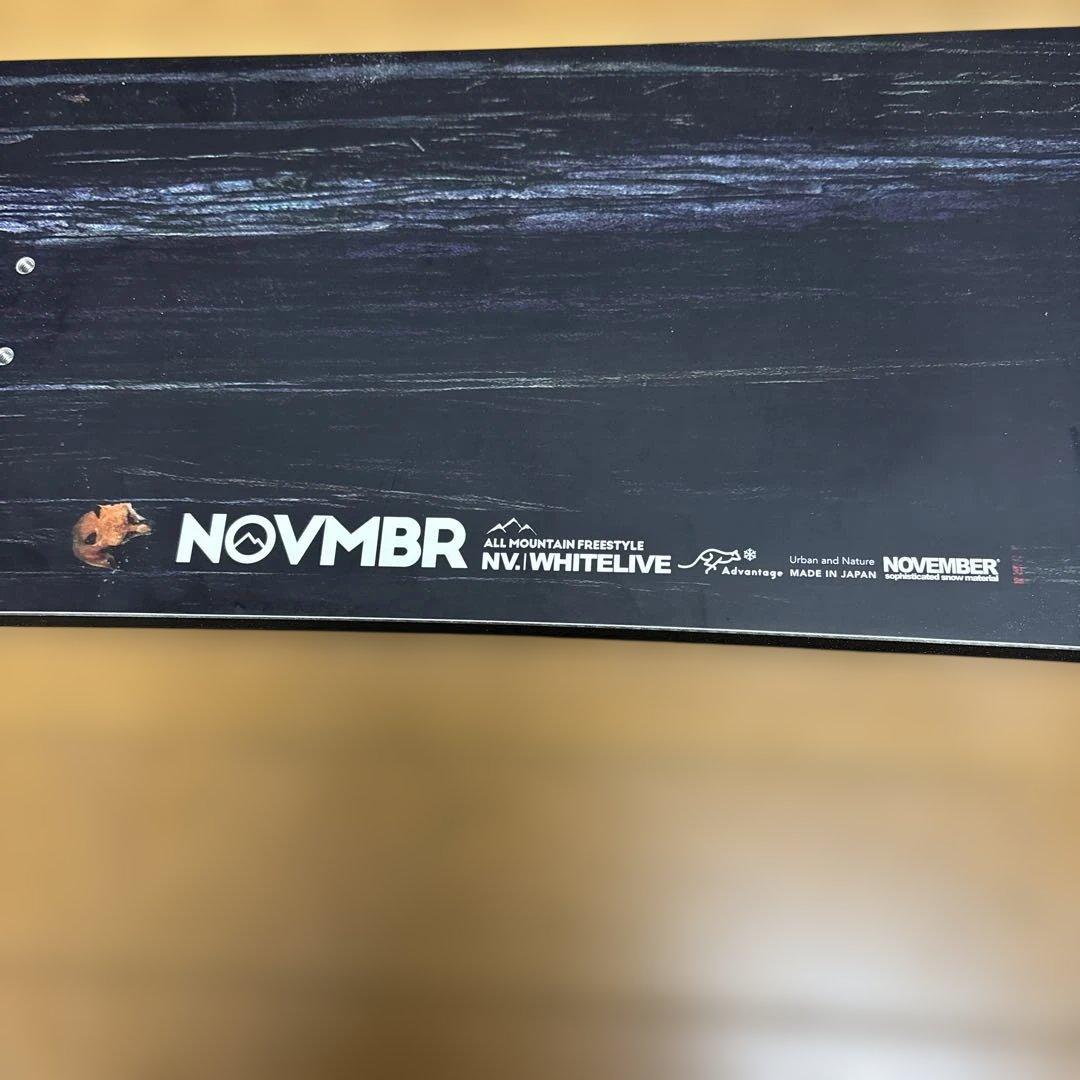 NOVMBR
ALL MOUNTAIN FREESTYLE
NV.|WHITELIVE
Advantage
Urban and Nature
MADE IN JAPAN
NOVEMBER
sophisticated snow material